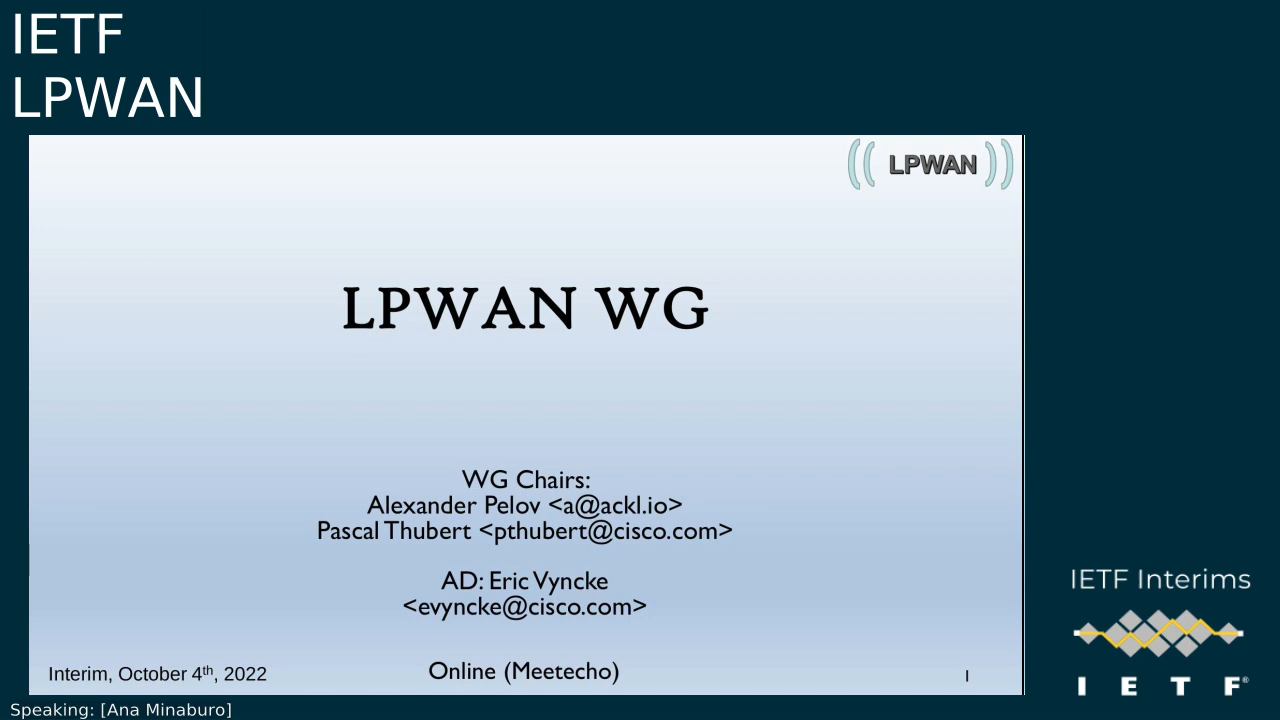 IETF
LPWAN
LPWAN
LPWAN WG
WG Chairs:
Alexander Pelov <a@ackl.io>
Pascal Thubert <pthubert@cisco.com>
AD: Eric Vyncke
<evyncke@cisco.com>
Interim, October 4th, 2022
Online (Meetecho)
1
IETF Interims
I E T F®
Speaking: [Ana Minaburo]